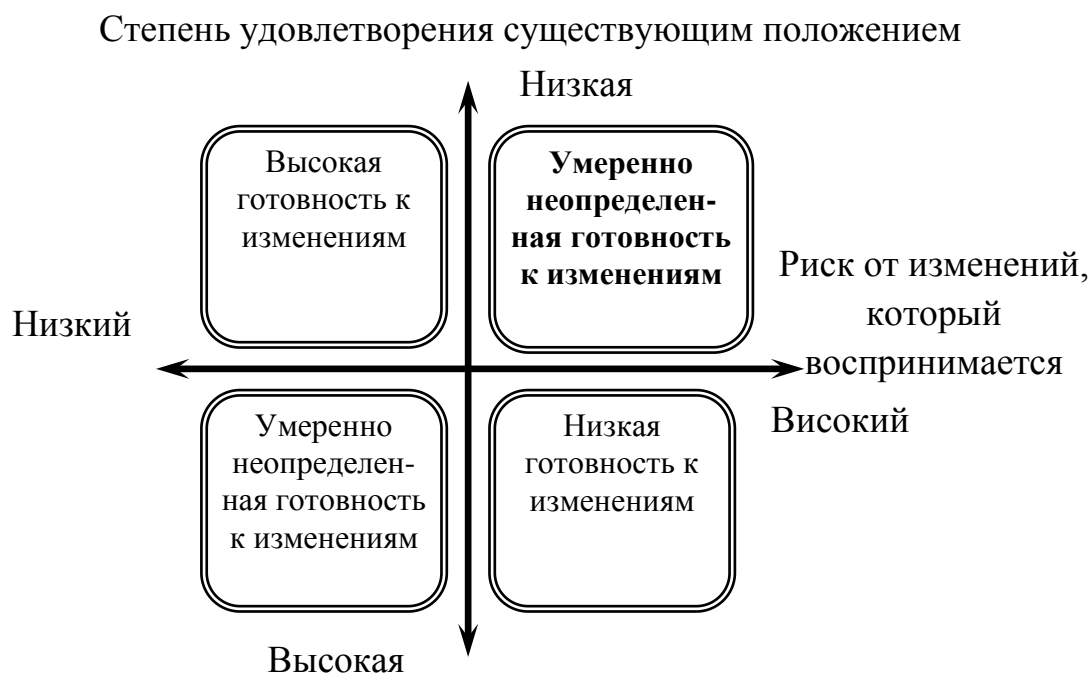 Степень удовлетворения существующим положением
Низкая
Высокая
готовность к
изменениям
Умеренно
неопределен-
ная готовность
к изменениям
Риск от изменений,
который
воспринимается
Низкий
Високий
Умеренно
неопределен-
ная готовность
к изменениям
Низкая
готовность к
изменениям
Высокая